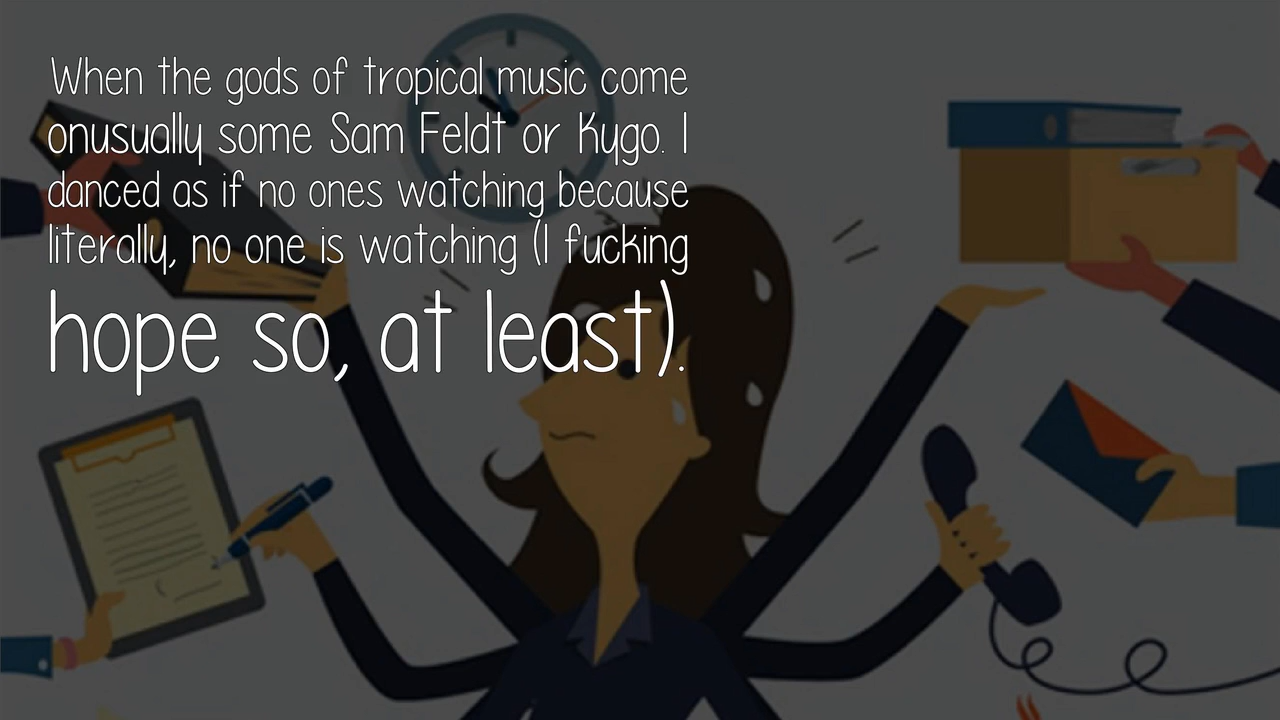 When the gods of tropical music come
onusually some Sam Feldt or Kygo. I
danced as if no ones watching because
literally, no one is watching (I fucking
hope so, at least).